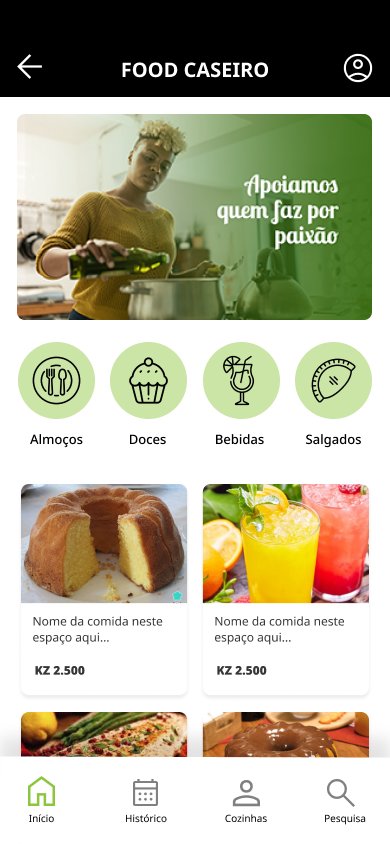 FOOD CASEIRO
Apoiamos
quem faz por
paixão
Almoços
Doces
Bebidas
Salgados
Nome da comida neste
espaço aqui...
KZ 2.500
Nome da comida neste
espaço aqui...
KZ 2.500
Início
Histórico
Cozinhas
Pesquisa